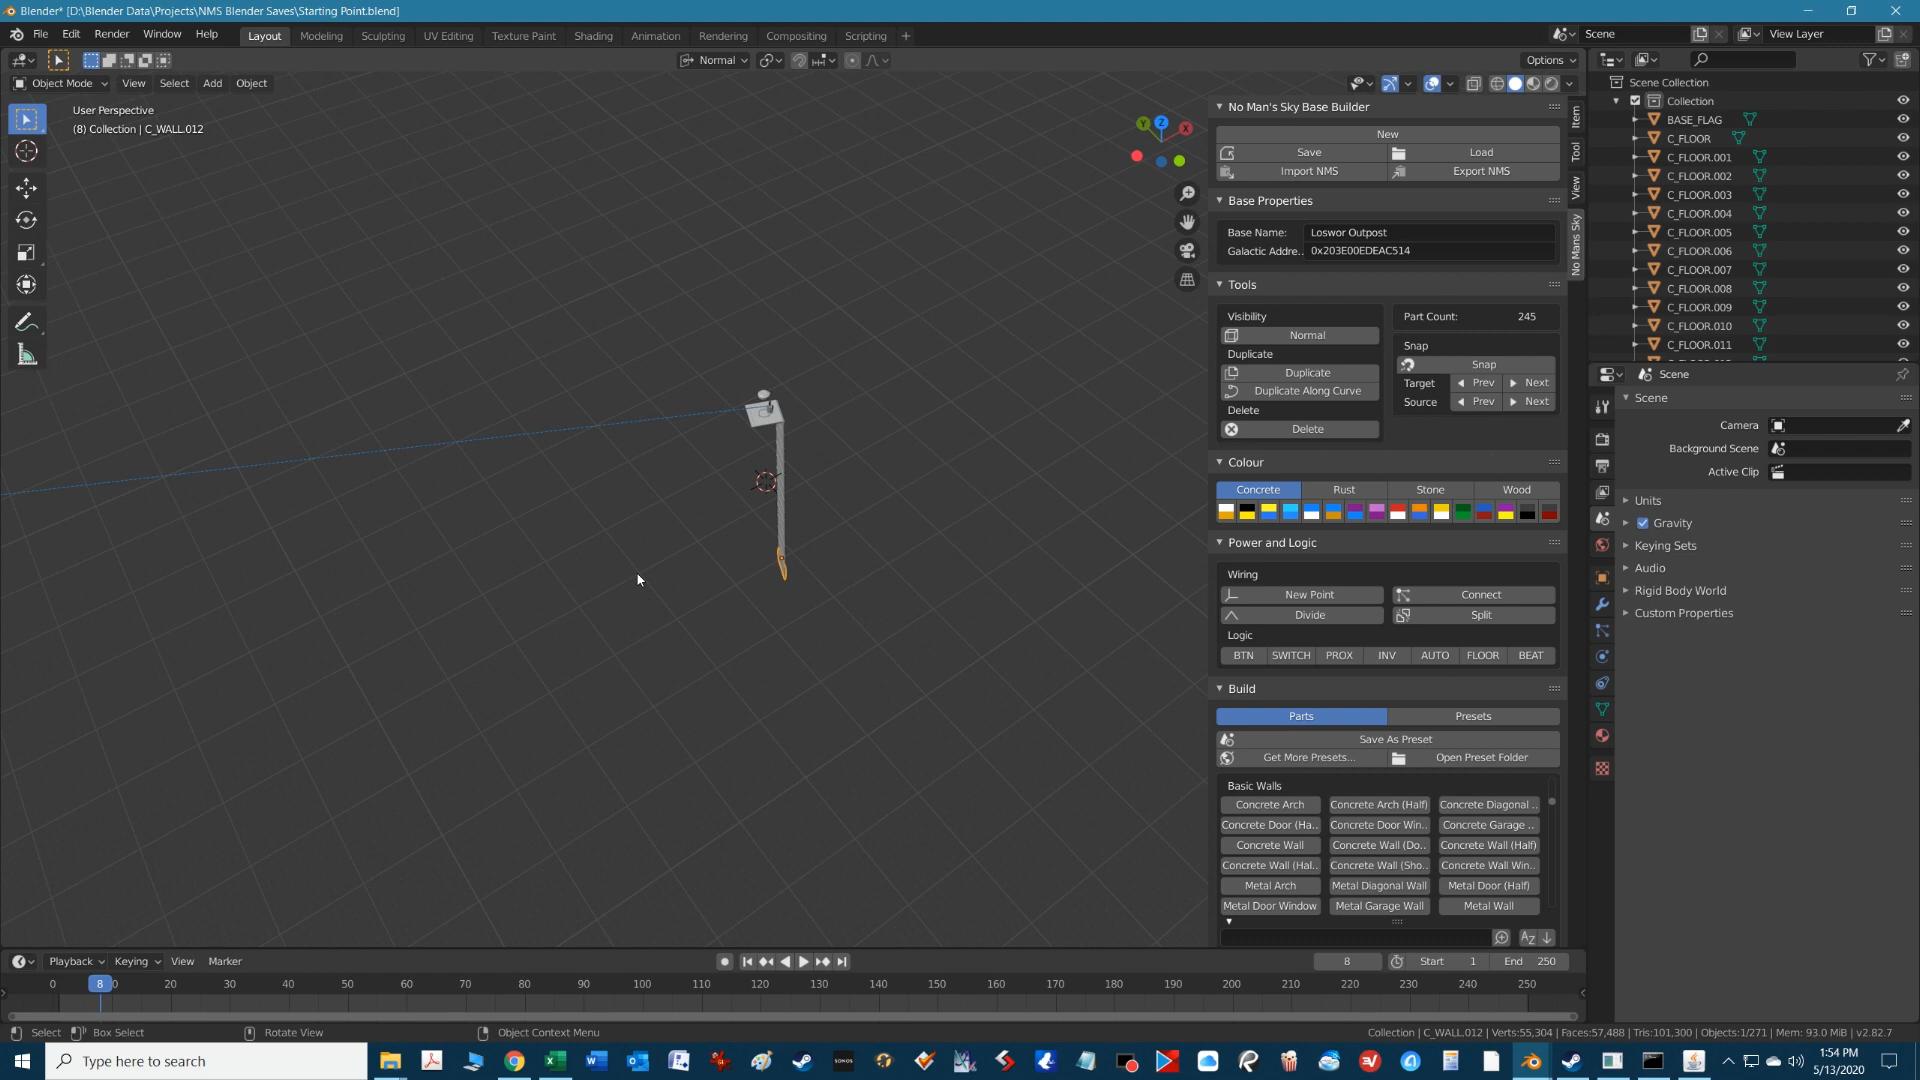 Blender* [D:\Blender Data\Projects\NMS Blender Saves\Starting Point.blend]
File Edit Render Window Help Layout Modeling Sculpting UV Editing Texture Paint Shading Animation Rendering Compositing Scripting + Scene View Layer
Normal Options
Object Mode View Select Add Object
User Perspective
(8) Collection | C_WALL.012
Y Z X
No Man's Sky Base Builder
New
Save Load
Import NMS Export NMS
Base Properties
Base Name: Loswor Outpost
Galactic Addre.. 0x203E00EDEAC514
Tools
Visibility Part Count: 245
Normal
Snap
Duplicate
Duplicate Snap
Target Prev Next
Duplicate Along Curve
Source Prev Next
Delete
Delete
Colour
Concrete Rust Stone Wood
Power and Logic
Wiring
New Point Connect
Divide Split
Logic
BTN SWITCH PROX INV AUTO FLOOR BEAT
Build
Parts Presets
Save As Preset
Get More Presets... Open Preset Folder
Basic Walls
Concrete Arch Concrete Arch (Half) Concrete Diagonal ..
Concrete Door (Ha.. Concrete Door Win.. Concrete Garage ..
Concrete Wall Concrete Wall (Do.. Concrete Wall (Half)
Concrete Wall (Hal.. Concrete Wall (Sho.. Concrete Wall Win..
Metal Arch Metal Diagonal Wall Metal Door (Half)
Metal Door Window Metal Garage Wall Metal Wall
Item
Tool
View
No Mans Sky
Scene Collection
Collection
BASE_FLAG
C_FLOOR
C_FLOOR.001
C_FLOOR.002
C_FLOOR.003
C_FLOOR.004
C_FLOOR.005
C_FLOOR.006
C_FLOOR.007
C_FLOOR.008
C_FLOOR.009
C_FLOOR.010
C_FLOOR.011
Scene
Scene
Camera
Background Scene
Active Clip
Units
Gravity
Keying Sets
Audio
Rigid Body World
Custom Properties
Playback Keying View Marker 8 Start 1 End 250
0 8 20 30 40 50 60 70 80 90 100 110 120 130 140 150 160 170 180 190 200 210 220 230 240 250
Select Box Select Rotate View Object Context Menu Collection | C_WALL.012 | Verts:55,304 | Faces:57,488 | Tris:101,300 | Objects:1/271 | Mem: 93.0 MiB | v2.82.7
Type here to search
SONOS
1:54 PM
5/13/2020